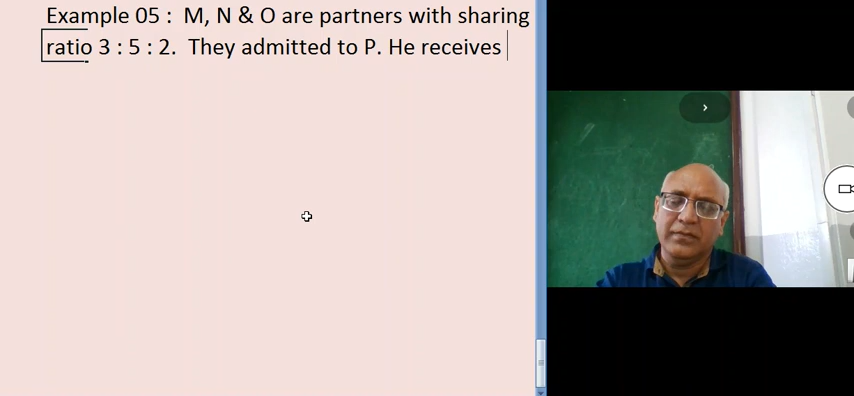 Example 05 : M, N & O are partners with sharing
ratio 3 : 5 : 2. They admitted to P. He receives